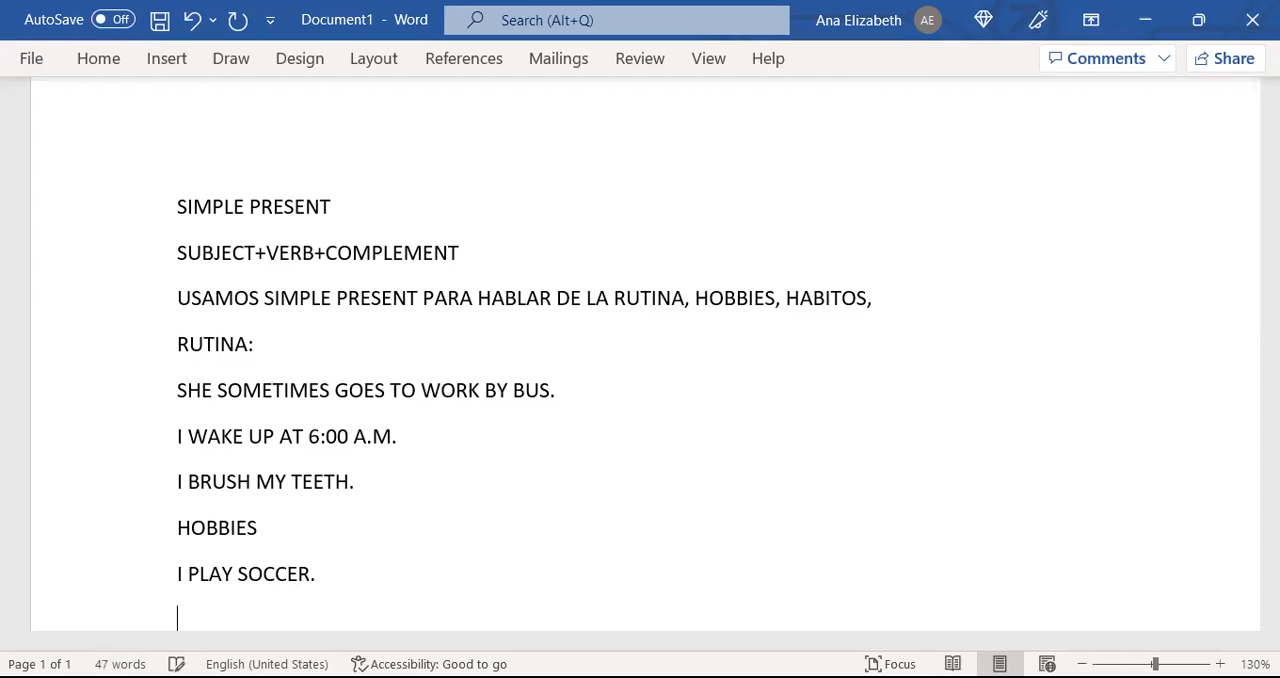 AutoSave Off Document1 - Word Search (Alt+Q) Ana Elizabeth AE
File Home Insert Draw Design Layout References Mailings Review View Help Comments Share
SIMPLE PRESENT
SUBJECT+VERB+COMPLEMENT
USAMOS SIMPLE PRESENT PARA HABLAR DE LA RUTINA, HOBBIES, HABITOS,
RUTINA:
SHE SOMETIMES GOES TO WORK BY BUS.
I WAKE UP AT 6:00 A.M.
I BRUSH MY TEETH.
HOBBIES
I PLAY SOCCER.
Page 1 of 1 47 words English (United States) Accessibility: Good to go Focus 130%